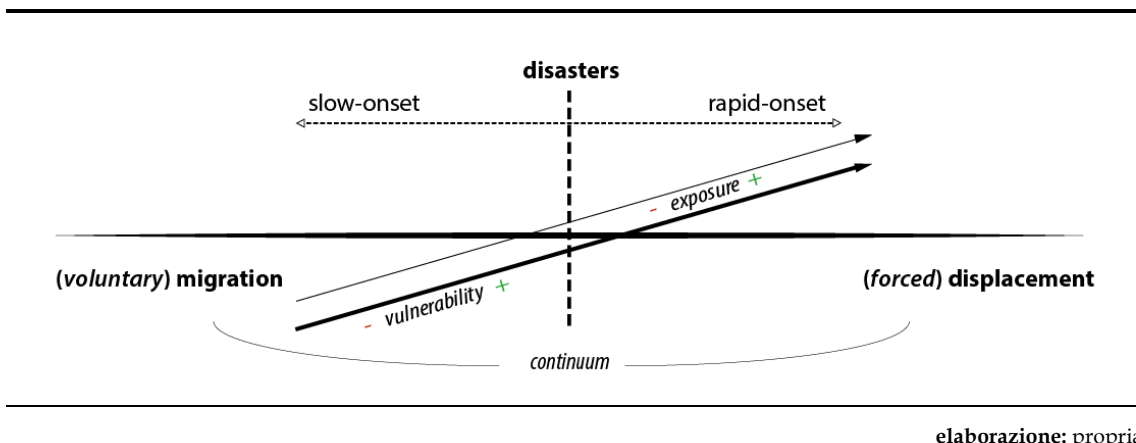 disasters
slow-onset rapid-onset
- exposure +
(voluntary) migration (forced) displacement
- vulnerability +
continuum
elaborazione: propria